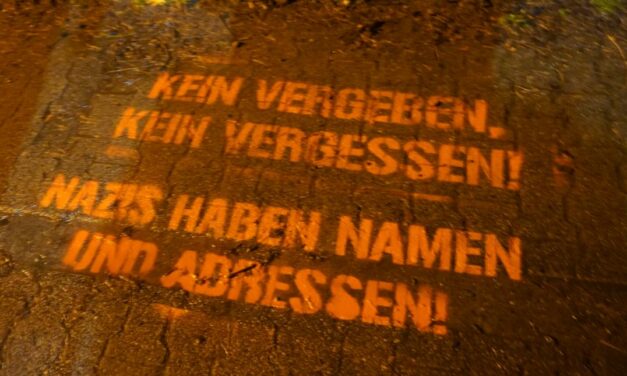 KEIN VERGEBEN,
KEIN VERGESSEN!
NAZIS HABEN NAMEN
UND ADRESSEN!